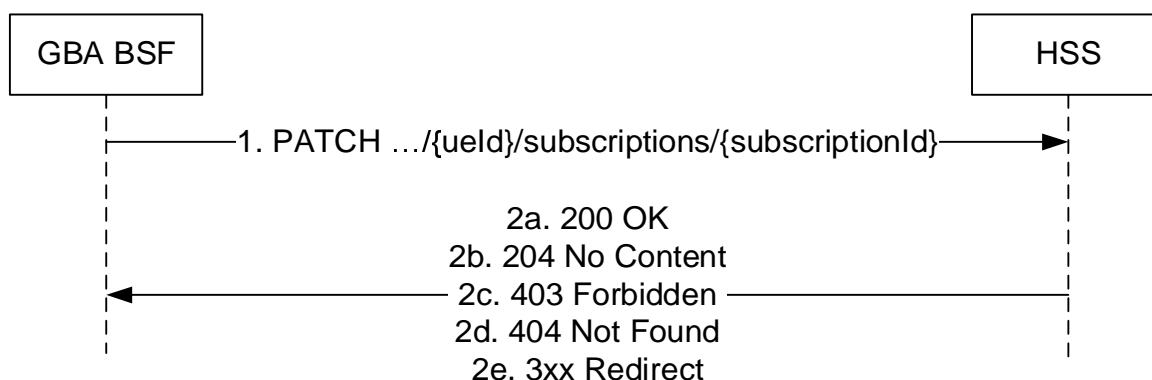 GBA BSF
HSS
1. PATCH …/{ueId}/subscriptions/{subscriptionId}
2a. 200 OK
2b. 204 No Content
2c. 403 Forbidden
2d. 404 Not Found
2e. 3xx Redirect